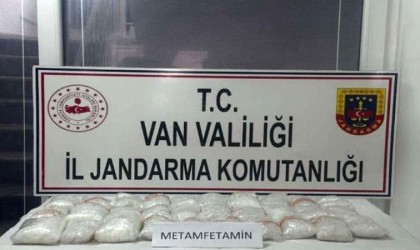 T.C.
VAN VALİLİĞİ
İL JANDARMA KOMUTANLIĞI
METAMFETAMİN